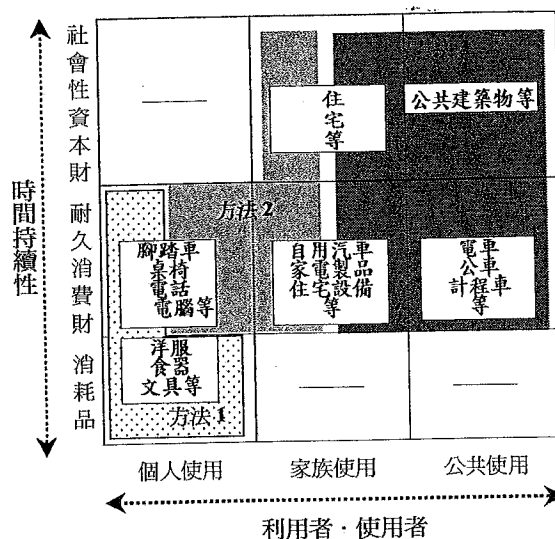 社會性資本財
耐久消費財
消耗品
時間持續性
住
宅
等
公共建築物等
方法2
腳踏車
桌椅
電話
電腦等
自用汽車
家電製品
住宅設備
等
電車
公車
計程車
等
洋服
食器
文具等
方法1
個人使用
家族使用
公共使用
利用者·使用者